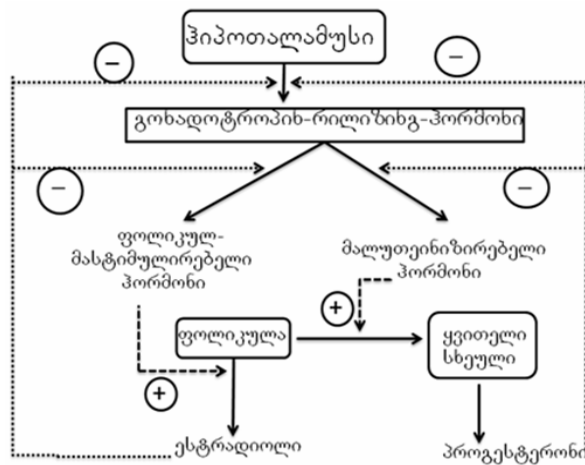 ჰიპოთალამუსი
−
−
გონადოტროპინ-რილიზინგ-ჰორმონი
−
−
ფოლიკულ-
მასტიმულირებელი
ჰორმონი
მალუთეინიზირებელი
ჰორმონი
+
ფოლიკულა
ყვითელი
სხეული
+
ესტრადიოლი
პროგესტერონი